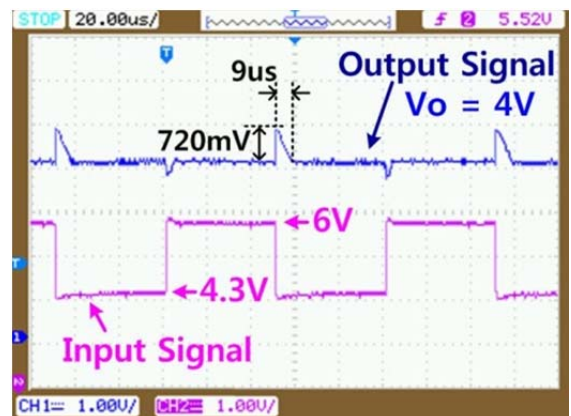 STOP 20.00us/ f 2 5.52V
T
9us
Output Signal
Vo = 4V
720mV
6V
T
4.3V
1
Input Signal
2
CH1= 1.00V/ CH2= 1.00V/